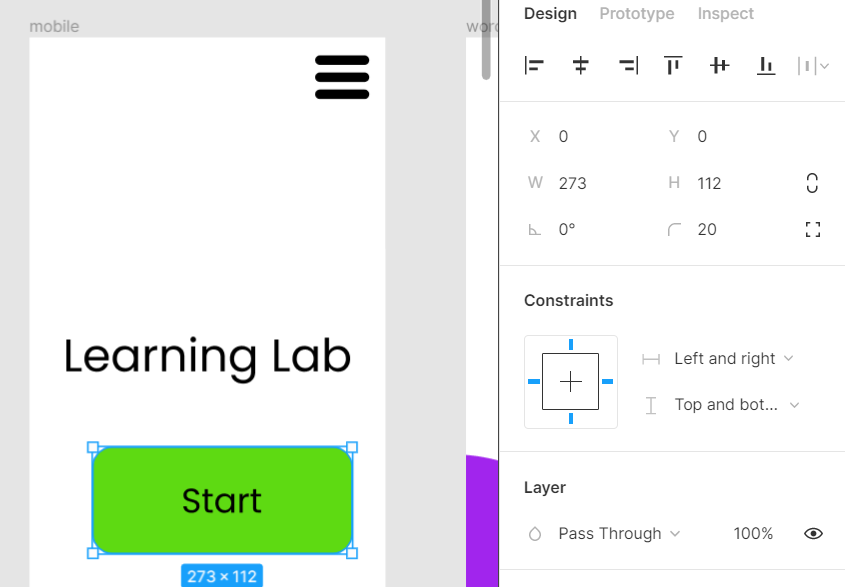 mobile
word
Learning Lab
Start
273 × 112
Design Prototype Inspect
X 0 Y 0
W 273 H 112
0° 20
Constraints
Left and right
Top and bot...
Layer
Pass Through 100%